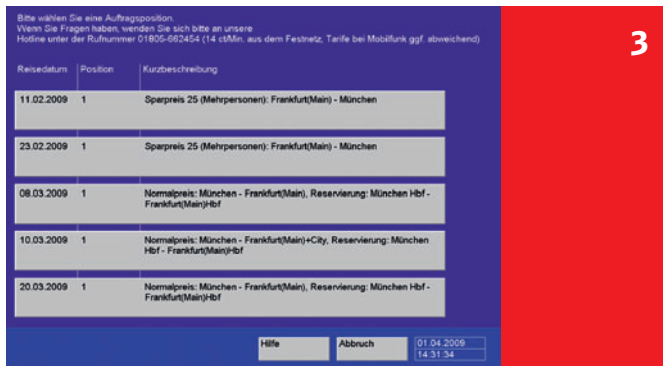 Bitte wählen Sie eine Auftragsposition.
Wenn Sie Fragen haben, wenden Sie sich bitte an unsere
Hotline unter der Rufnummer 01805-662454 (14 ct/Min. aus dem Festnetz, Tarife bei Mobilfunk ggf. abweichend)
3
Reisedatum Position Kurzbeschreibung
11.02.2009 1 Sparpreis 25 (Mehrpersonen): Frankfurt(Main) - München
23.02.2009 1 Sparpreis 25 (Mehrpersonen): Frankfurt(Main) - München
08.03.2009 1 Normalpreis: München - Frankfurt(Main), Reservierung: München Hbf -
Frankfurt(Main)Hbf
10.03.2009 1 Normalpreis: München - Frankfurt(Main)+City, Reservierung: München
Hbf - Frankfurt(Main)Hbf
20.03.2009 1 Normalpreis: München - Frankfurt(Main), Reservierung: München Hbf -
Frankfurt(Main)Hbf
Hilfe Abbruch 01.04.2009
14:31:34